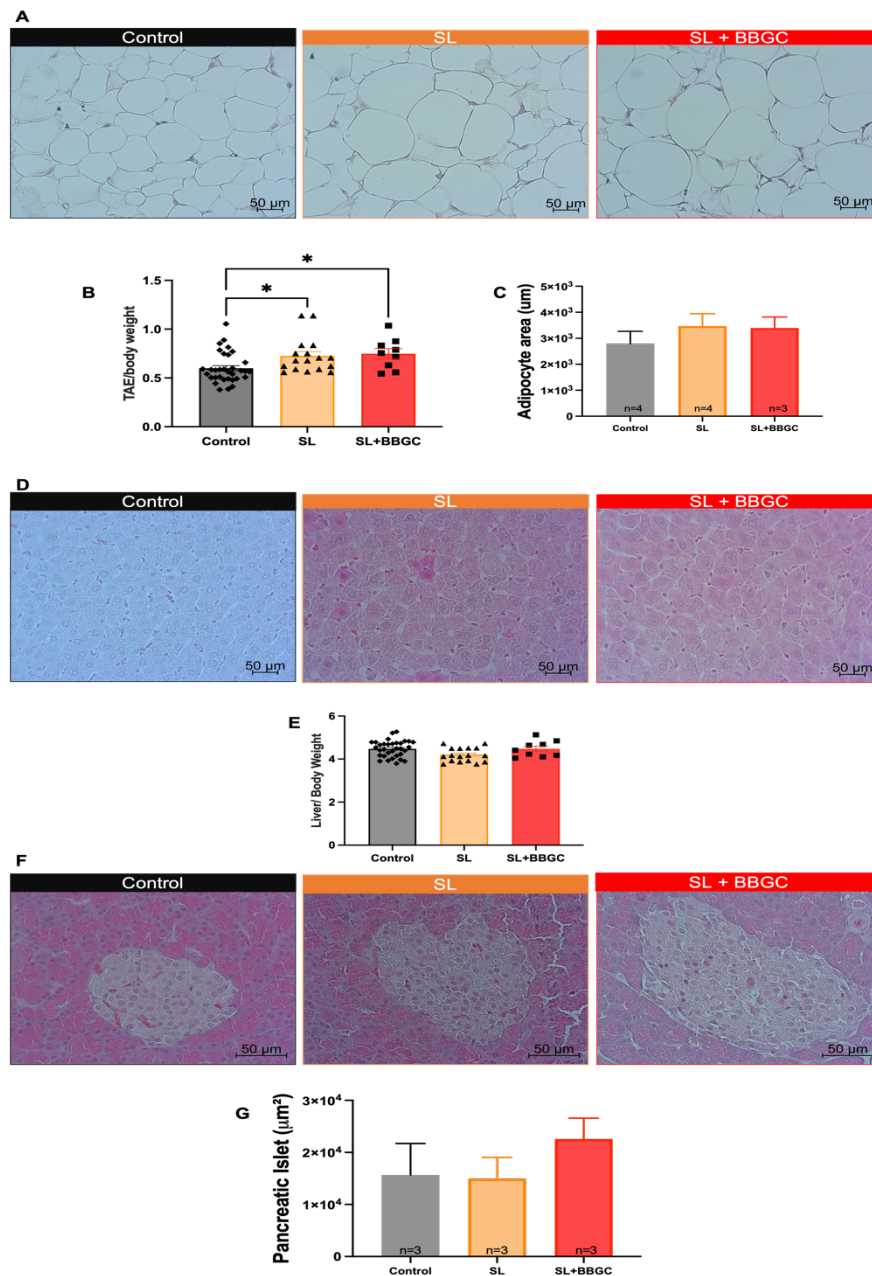 A
Control SL SL + BBGC
50 µm 50 µm 50 µm
B
TAE/body weight
1.5
1.0
0.5
0.0
* *
Control SL SL+BBGC
C
Adipocyte area (um)
5×10³
4×10³
3×10³
2×10³
1×10³
0
n=4 n=4 n=3
Control SL SL+BBGC
D
Control SL SL + BBGC
50 µm 50 µm 50 µm
E
Liver/ Body Weight
6
4
2
0
Control SL SL+BBGC
F
Control SL SL + BBGC
50 µm 50 µm 50 µm
G
Pancreatic Islet (µm²)
3×10⁴
2×10⁴
1×10⁴
0
n=3 n=3 n=3
Control SL SL+BBGC